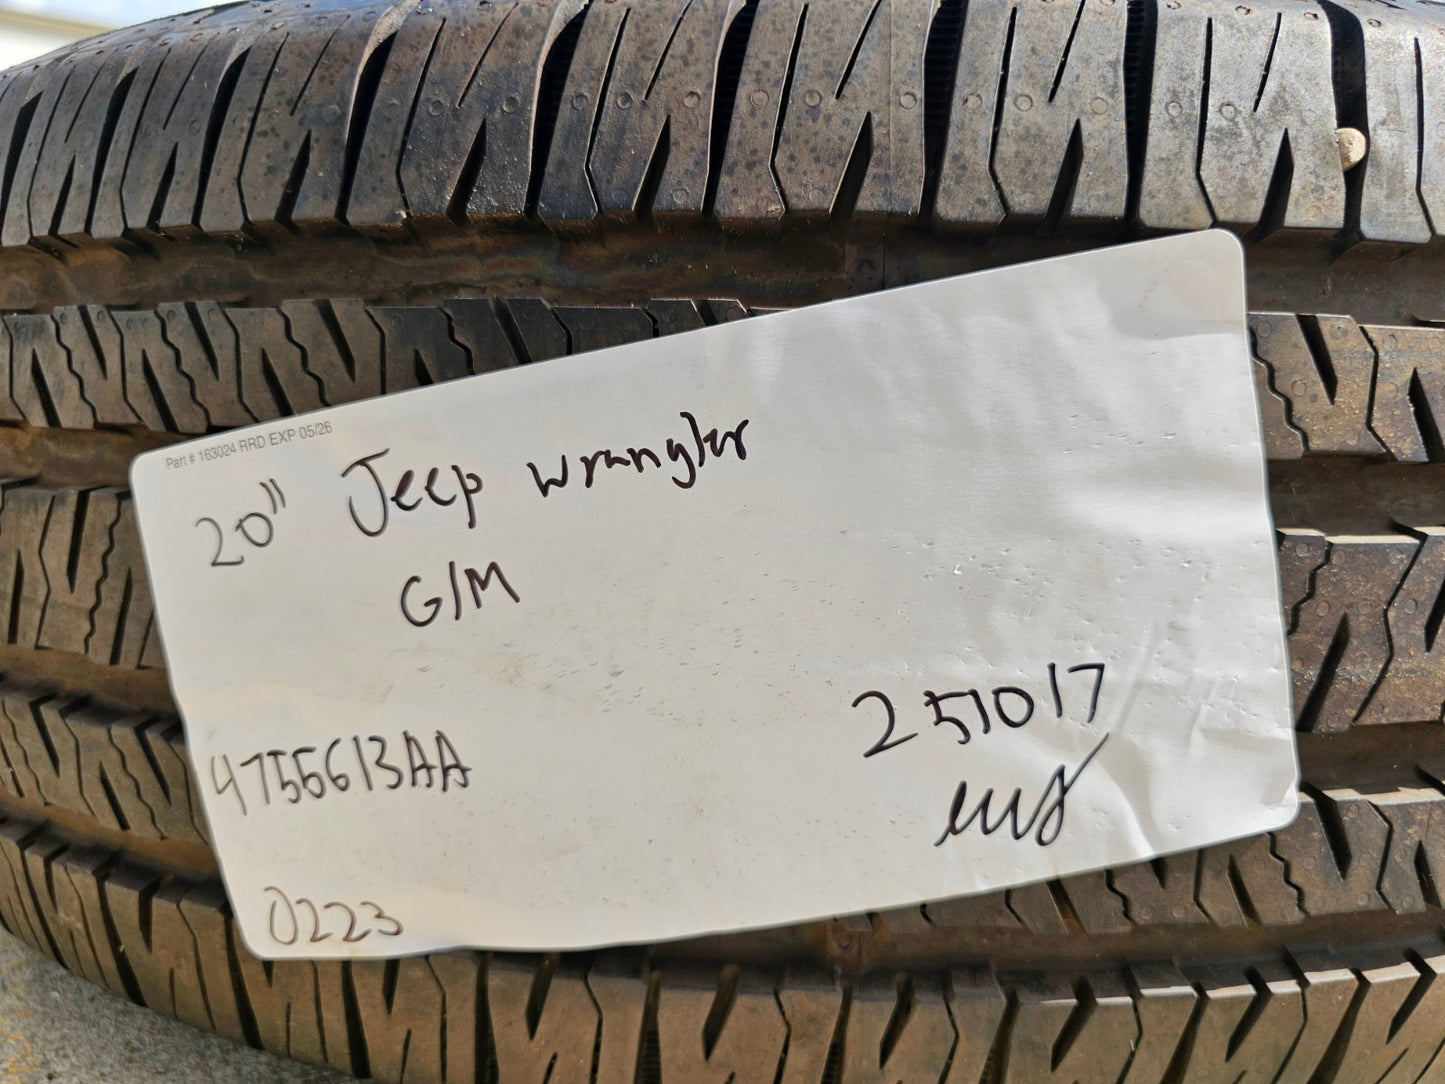 Part # 163024 RRD EXP 05/26
20" Jeep wrangler
G/M
251017
4755613AA
0223